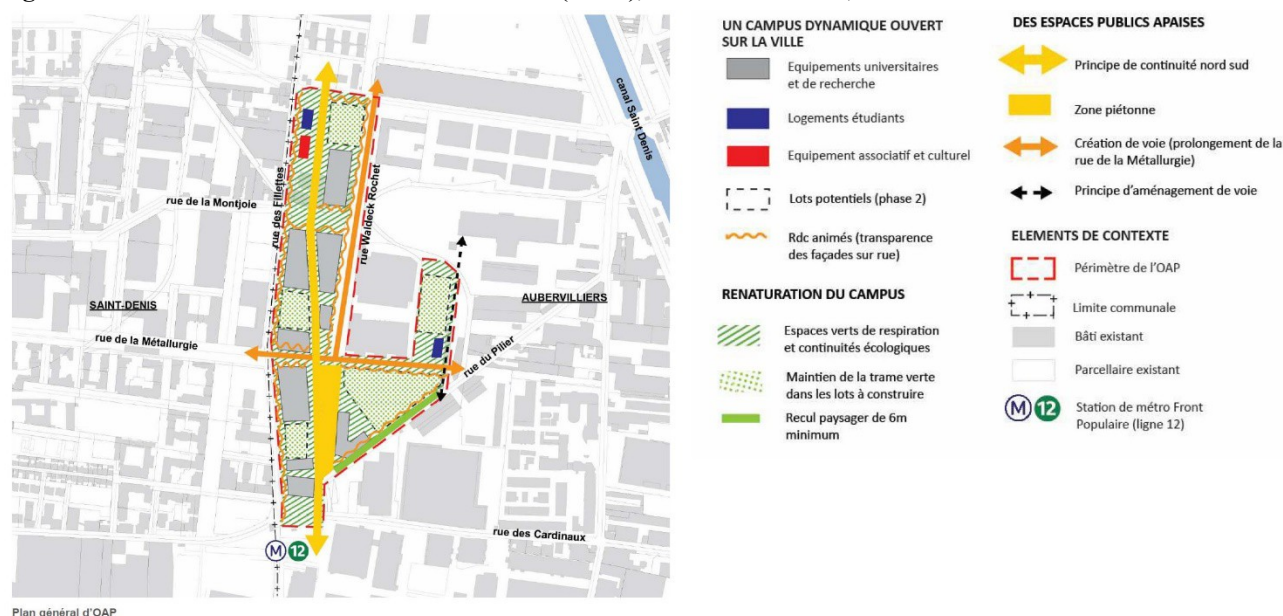 rue des Fillettes
rue Waldeck Rochet
canal Saint Denis
rue de la Montjoie
SAINT-DENIS
AUBERVILLIERS
rue de la Métallurgie
rue du Pilier
rue des Cardinaux
M 12
Plan général d'OAP
UN CAMPUS DYNAMIQUE OUVERT
SUR LA VILLE
Equipements universitaires
et de recherche
Logements étudiants
Equipement associatif et culturel
Lots potentiels (phase 2)
Rdc animés (transparence
des façades sur rue)
RENATURATION DU CAMPUS
Espaces verts de respiration
et continuités écologiques
Maintien de la trame verte
dans les lots à construire
Recul paysager de 6m
minimum
DES ESPACES PUBLICS APAISES
Principe de continuité nord sud
Zone piétonne
Création de voie (prolongement de la
rue de la Métallurgie)
Principe d'aménagement de voie
ELEMENTS DE CONTEXTE
Périmètre de l'OAP
Limite communale
Bâti existant
Parcellaire existant
M 12
Station de métro Front
Populaire (ligne 12)